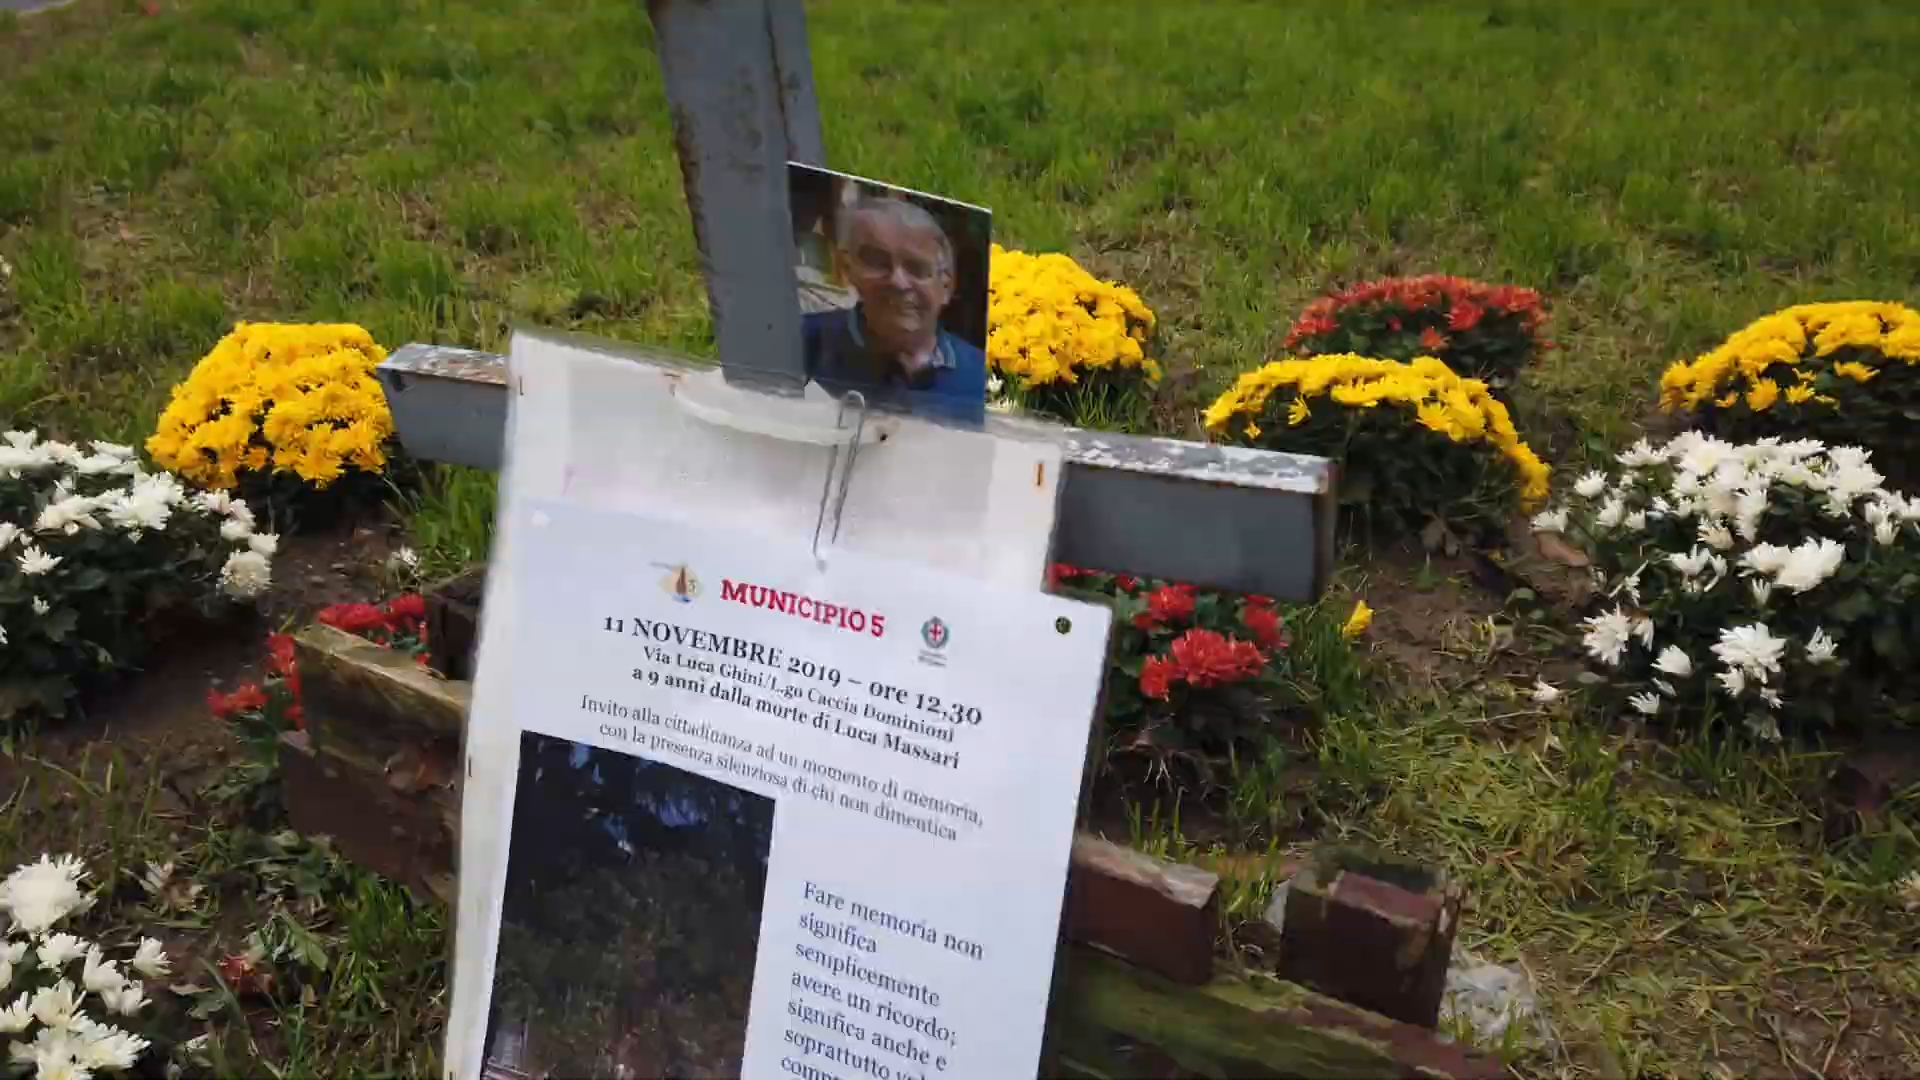 MUNICIPIO 5
11 NOVEMBRE 2019 – ore 12,30
Via Luca Ghini/L.go Caccia Dominioni
a 9 anni dalla morte di Luca Massari
Invito alla cittadinanza ad un momento di memoria,
con la presenza silenziosa di chi non dimentica
Fare memoria non
significa
semplicemente
avere un ricordo;
significa anche e
soprattutto